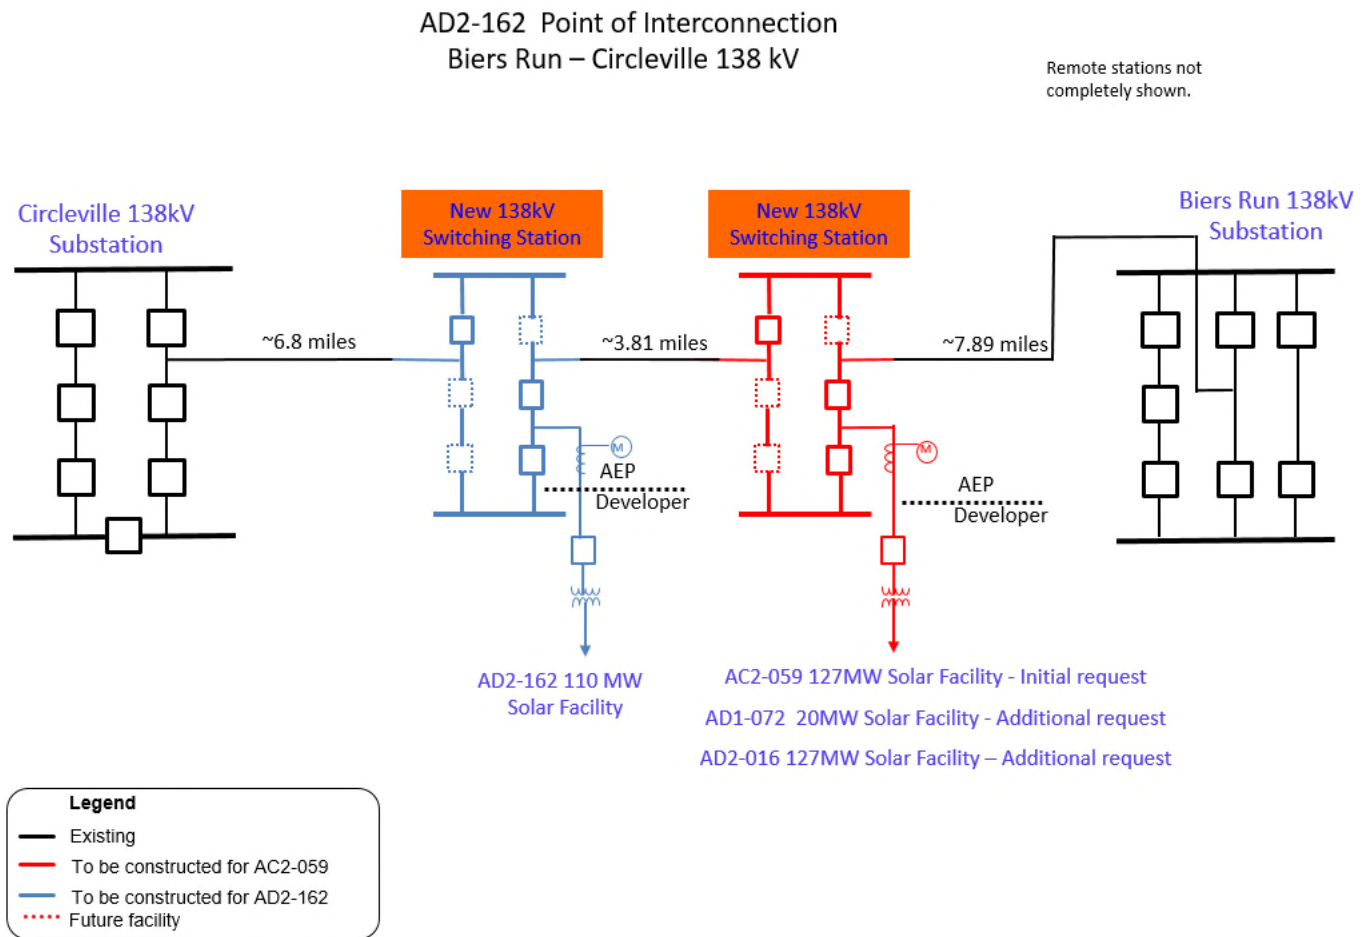 AD2-162 Point of Interconnection
Biers Run – Circleville 138 kV
Remote stations not
completely shown.
Circleville 138kV
Substation
New 138kV
Switching Station
New 138kV
Switching Station
Biers Run 138kV
Substation
~6.8 miles
~3.81 miles
~7.89 miles
M
AEP
Developer
M
AEP
Developer
AD2-162 110 MW
Solar Facility
AC2-059 127MW Solar Facility - Initial request
AD1-072 20MW Solar Facility - Additional request
AD2-016 127MW Solar Facility – Additional request
Legend
Existing
To be constructed for AC2-059
To be constructed for AD2-162
Future facility